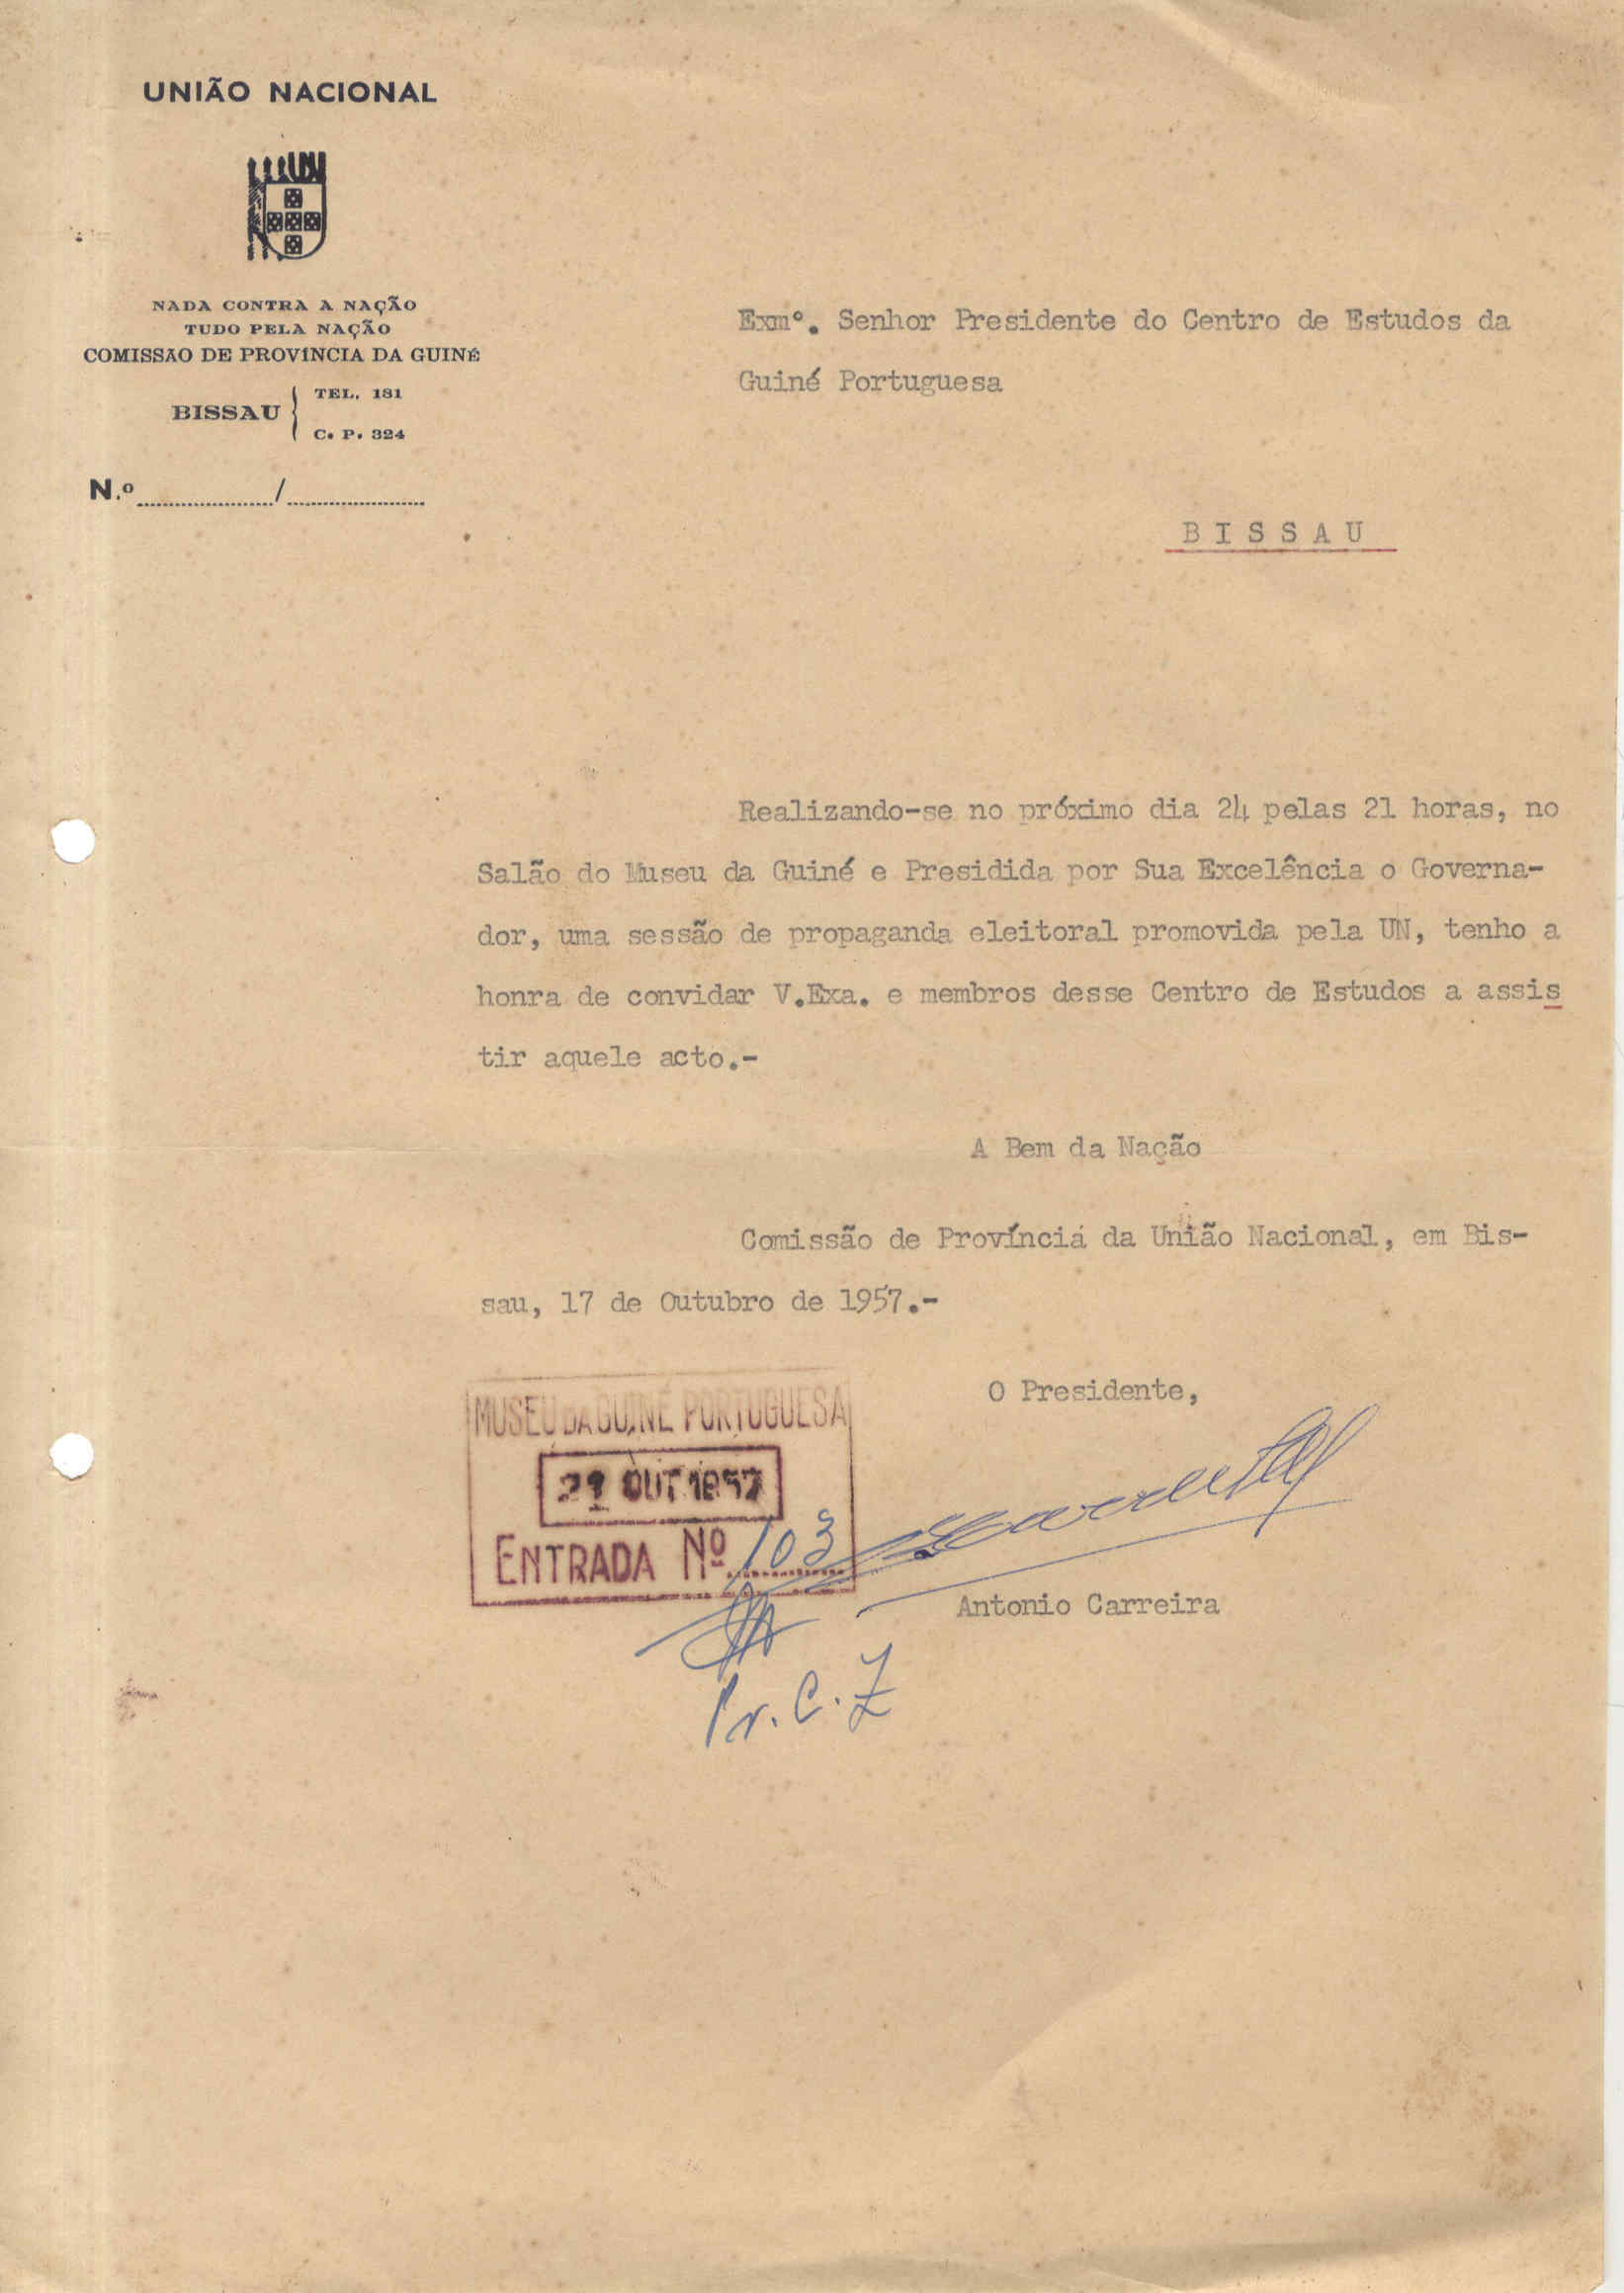 UNIÃO NACIONAL
NADA CONTRA A NAÇÃO
TUDO PELA NAÇÃO
COMISSÃO DE PROVÍNCIA DA GUINÉ
BISSAU
TEL. 181
C. P. 324
N.º ............/............
Exmº. Senhor Presidente do Centro de Estudos da
Guiné Portuguesa
B I S S A U
Realizando-se no próximo dia 24 pelas 21 horas, no
Salão do Museu da Guiné e Presidida por Sua Excelência o Governa-
dor, uma sessão de propaganda eleitoral promovida pela UN, tenho a
honra de convidar V.Exa. e membros desse Centro de Estudos a assis
tir aquele acto.-
A Bem da Nação
Comissão de Provínciá da União Nacional, em Bis-
sau, 17 de Outubro de 1957.-
O Presidente,
MUSEU DA GUINÉ PORTUGUESA
OUT 1957
ENTRADA Nº 103
Antonio Carreira